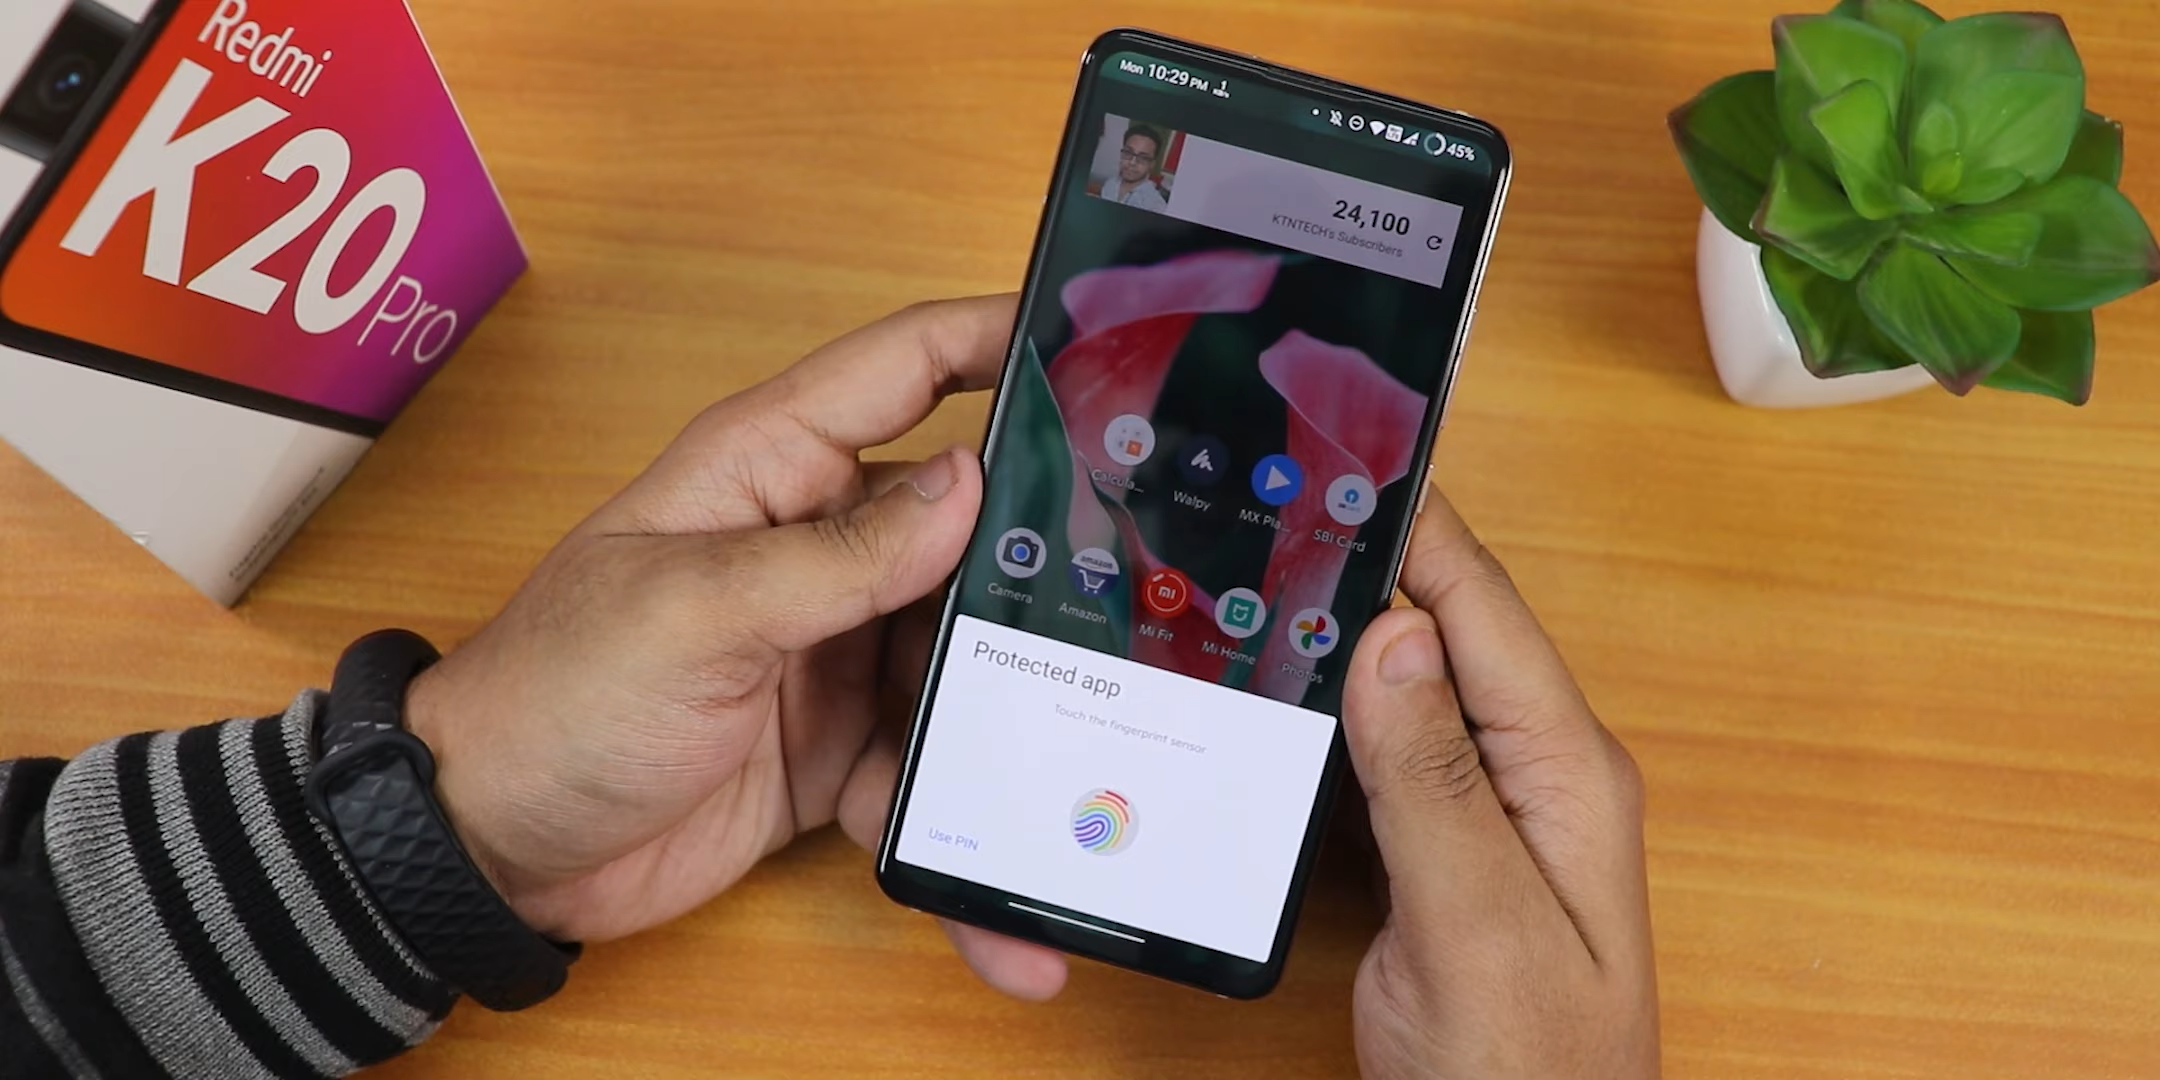 Redmi
K20 Pro
Mon 10:29 PM
45%
24,100
KTNTECH's Subscribers
Calcula...
Walpy
MX Pla...
SBI Card
Camera
amazon
Amazon
mi
Mi Fit
Mi Home
Photos
Protected app
Touch the fingerprint sensor
Use PIN